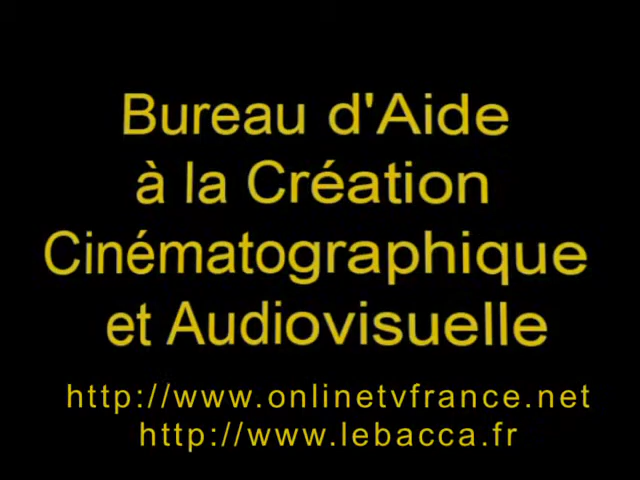 Bureau d'Aide
à la Création
Cinématographique
et Audiovisuelle
http://www.onlinetvfrance.net
http://www.lebacca.fr